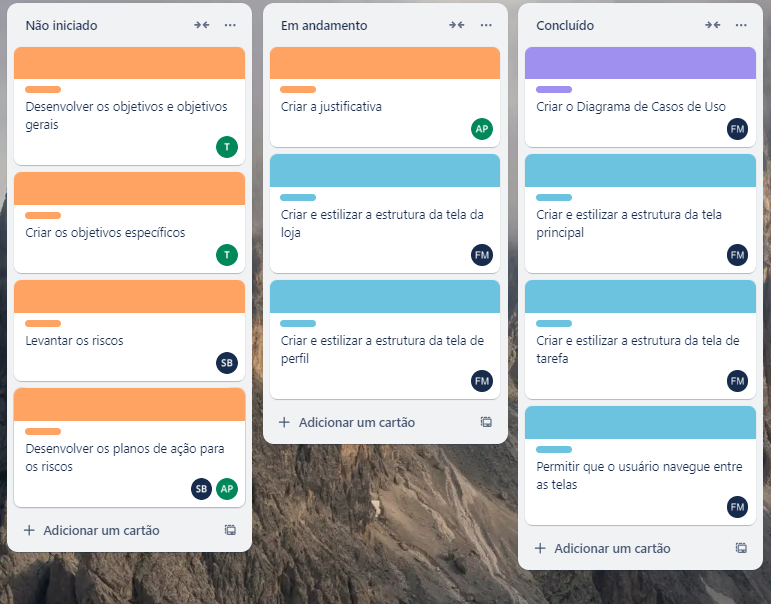 Não iniciado
Desenvolver os objetivos e objetivos
gerais
T
Criar os objetivos específicos
T
Levantar os riscos
SB
Desenvolver os planos de ação para
os riscos
SB AP
+ Adicionar um cartão
Em andamento
Criar a justificativa
AP
Criar e estilizar a estrutura da tela da
loja
FM
Criar e estilizar a estrutura da tela de
perfil
FM
+ Adicionar um cartão
Concluído
Criar o Diagrama de Casos de Uso
FM
Criar e estilizar a estrutura da tela
principal
FM
Criar e estilizar a estrutura da tela de
tarefa
FM
Permitir que o usuário navegue entre
as telas
FM
+ Adicionar um cartão